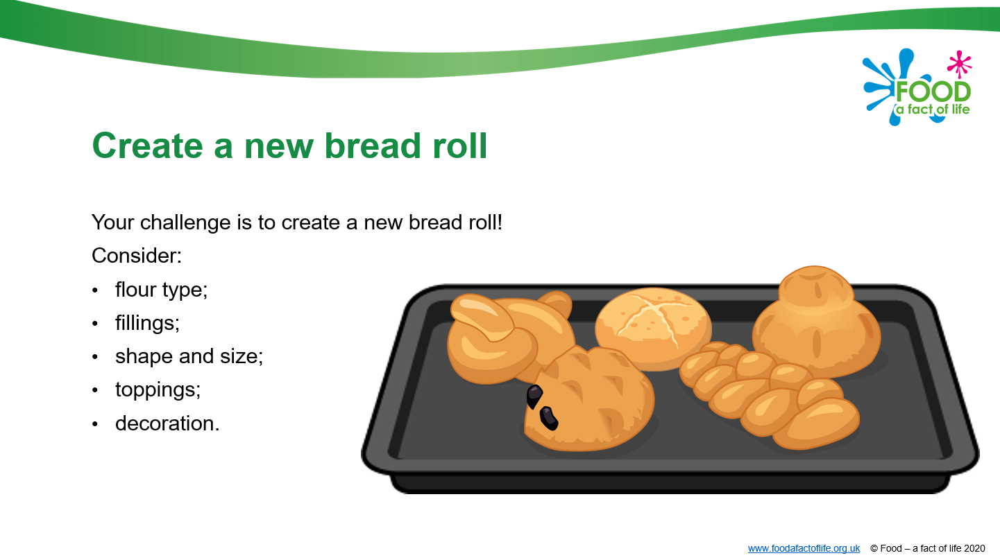 FOOD
a fact of life
Create a new bread roll
Your challenge is to create a new bread roll!
Consider:
• flour type;
• fillings;
• shape and size;
• toppings;
• decoration.
www.foodafactoflife.org.uk © Food – a fact of life 2020